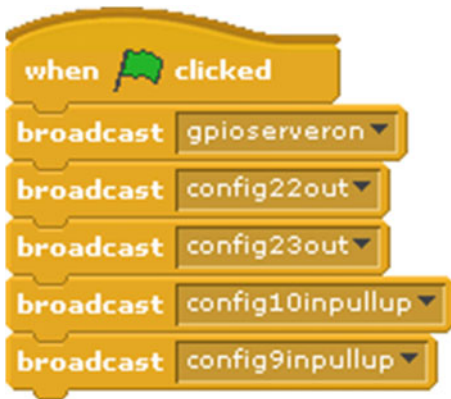 when clicked
broadcast gpioserveron
broadcast config22out
broadcast config23out
broadcast config10inpullup
broadcast config9inpullup